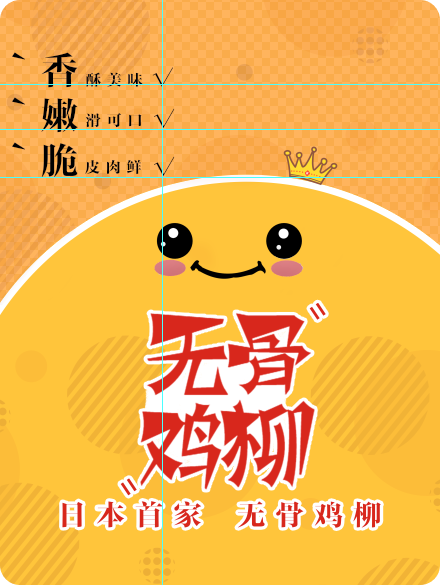 香酥美味
嫩滑可口
脆皮肉鲜
无骨
鸡柳
日本首家 无骨鸡柳